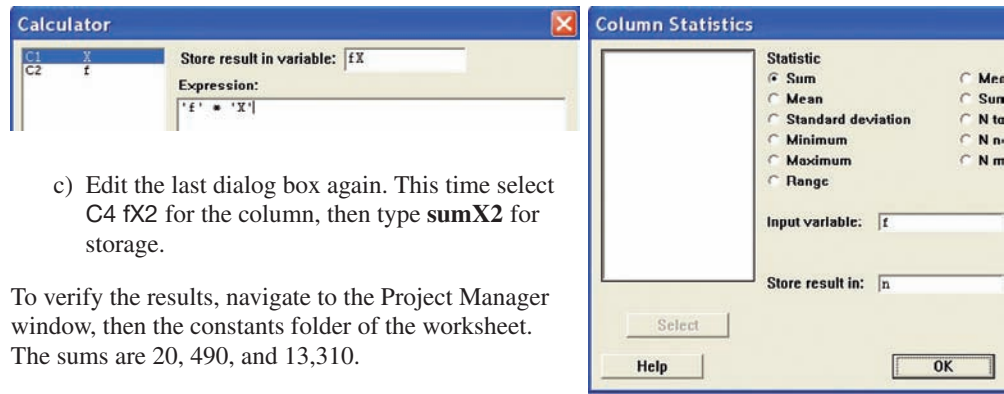 Calculator
C1 X
C2 f
Store result in variable: fX
Expression:
'f' * 'X'
c) Edit the last dialog box again. This time select
C4 fX2 for the column, then type sumX2 for
storage.
To verify the results, navigate to the Project Manager
window, then the constants folder of the worksheet.
The sums are 20, 490, and 13,310.
Column Statistics
Statistic
Sum
Mean
Standard deviation
N
Minimum
N
Maximum
N
Range
Input variable: f
Store result in: n
Select
Help
OK